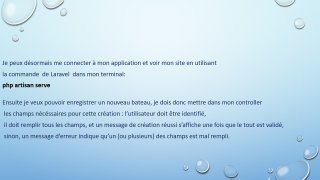 Je peux désormais me connecter à mon application et voir mon site en utilisant
la commande de Laravel dans mon terminal:
php artisan serve
Ensuite je veux pouvoir enregistrer un nouveau bateau, je dois donc mettre dans mon controller
les champs nécéssaires pour cette création : l'utilisateur doit être identifié,
il doit remplir tous les champs, et un message de création réussi s'affiche une fois que le tout est validé,
sinon, un message d'erreur indique qu'un (ou plusieurs) des champs est mal rempli.